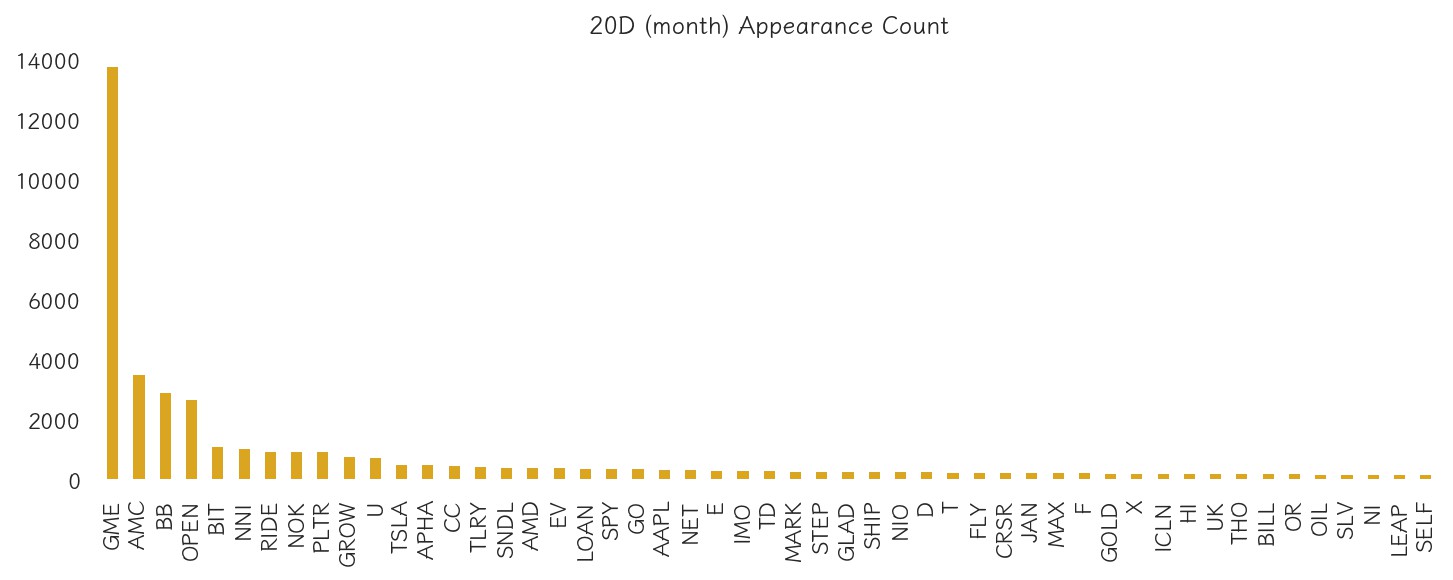 20D (month) Appearance Count
14000
12000
10000
8000
6000
4000
2000
0
GME
AMC
BB
OPEN
BIT
NNI
RIDE
NOK
PLTR
GROW
U
TSLA
APHA
CC
TLRY
SNDL
AMD
EV
LOAN
SPY
GO
AAPL
NET
E
IMO
TD
MARK
STEP
GLAD
SHIP
NIO
D
T
FLY
CRSR
JAN
MAX
F
GOLD
X
ICLN
HI
UK
THO
BILL
OR
OIL
SLV
NI
LEAP
SELF